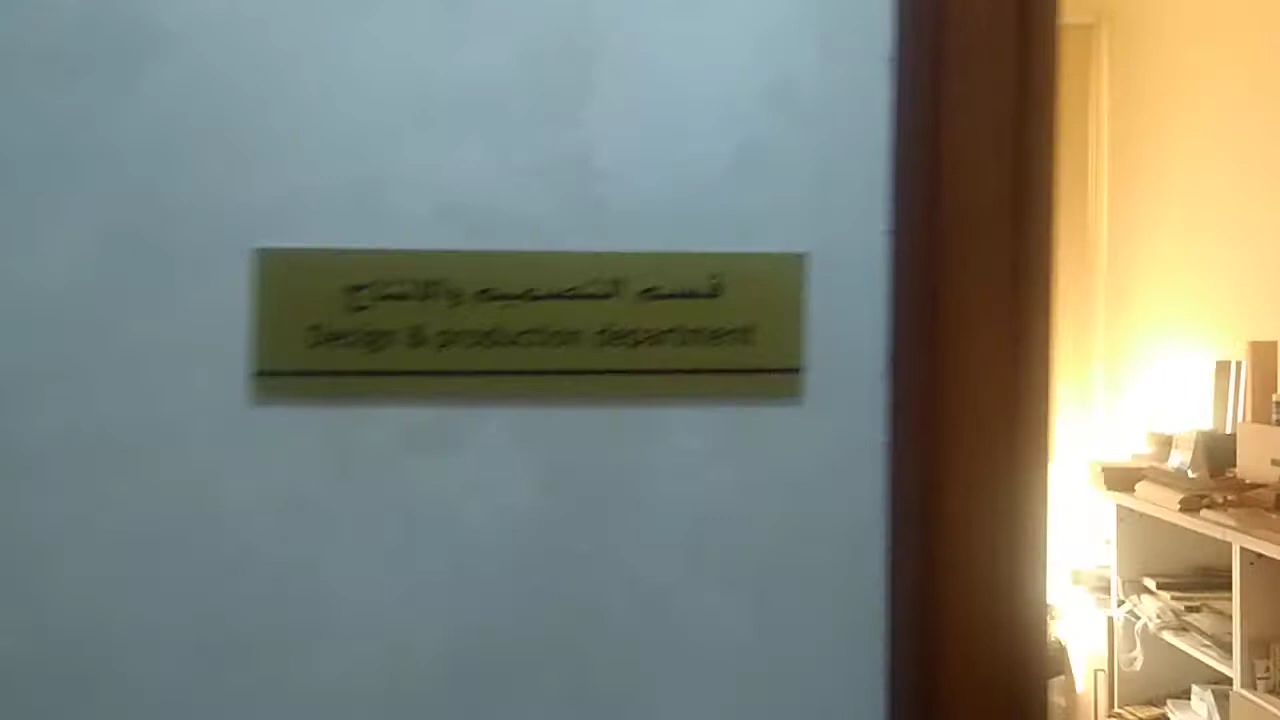 قسم التصميم والانتاج
Design & production department